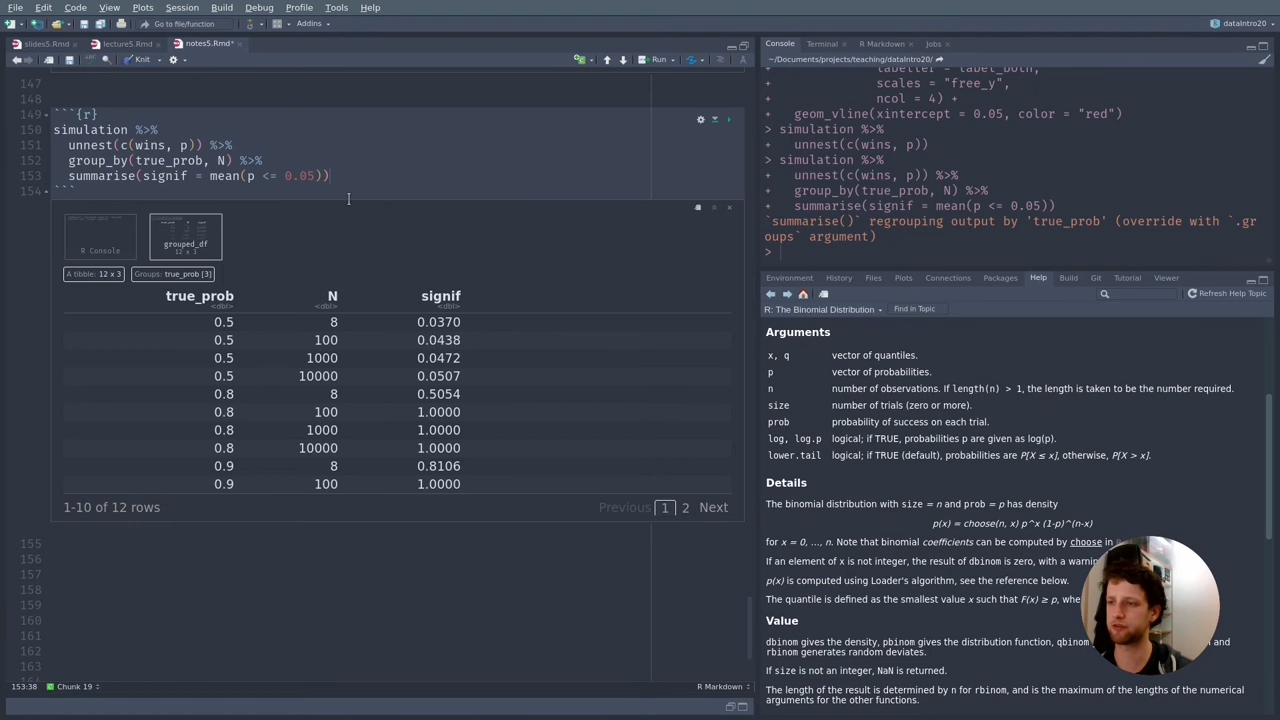 File Edit Code View Plots Session Build Debug Profile Tools Help
Go to file/function
Addins
dataIntro20
slides5.Rmd
lecture5.Rmd
notes5.Rmd*
Knit
Run
147
148
149 ```{r}
150 simulation %>%
151 unnest(c(wins, p)) %>%
152 group_by(true_prob, N) %>%
153 summarise(signif = mean(p <= 0.05))
154 ```
R Console
grouped_df
12 x 3
A tibble: 12 x 3
Groups: true_prob [3]
true_prob N signif
<dbl> <dbl> <dbl>
0.5 8 0.0370
0.5 100 0.0438
0.5 1000 0.0472
0.5 10000 0.0507
0.8 8 0.5054
0.8 100 1.0000
0.8 1000 1.0000
0.8 10000 1.0000
0.9 8 0.8106
0.9 100 1.0000
1-10 of 12 rows
Previous 1 2 Next
155
156
157
158
159
160
161
162
163
153:38
Chunk 19
R Markdown
Console Terminal R Markdown Jobs
~/Documents/projects/teaching/dataIntro20/
+ labeller = label_both,
+ scales = "free_y",
+ ncol = 4) +
+ geom_vline(xintercept = 0.05, color = "red")
> simulation %>%
+ unnest(c(wins, p))
> simulation %>%
+ unnest(c(wins, p)) %>%
+ group_by(true_prob, N) %>%
+ summarise(signif = mean(p <= 0.05))
`summarise()` regrouping output by 'true_prob' (override with `.gr
oups` argument)
>
Environment History Files Plots Connections Packages Help Build Git Tutorial Viewer
Refresh Help Topic
R: The Binomial Distribution
Find in Topic
Arguments
x, q vector of quantiles.
p vector of probabilities.
n number of observations. If length(n) > 1, the length is taken to be the number required.
size number of trials (zero or more).
prob probability of success on each trial.
log, log.p logical; if TRUE, probabilities p are given as log(p).
lower.tail logical; if TRUE (default), probabilities are P[X ≤ x], otherwise, P[X > x].
Details
The binomial distribution with size = n and prob = p has density
p(x) = choose(n, x) p^x (1-p)^(n-x)
for x = 0, …, n. Note that binomial coefficients can be computed by choose in
If an element of x is not integer, the result of dbinom is zero, with a
p(x) is computed using Loader's algorithm, see the reference below.
The quantile is defined as the smallest value x such that F(x) ≥ p,
Value
dbinom gives the density, pbinom gives the distribution function, and
rbinom generates random deviates.
If size is not an integer, NaN is returned.
The length of the result is determined by n for rbinom, and is the maximum of the lengths of the numerical
arguments for the other functions.